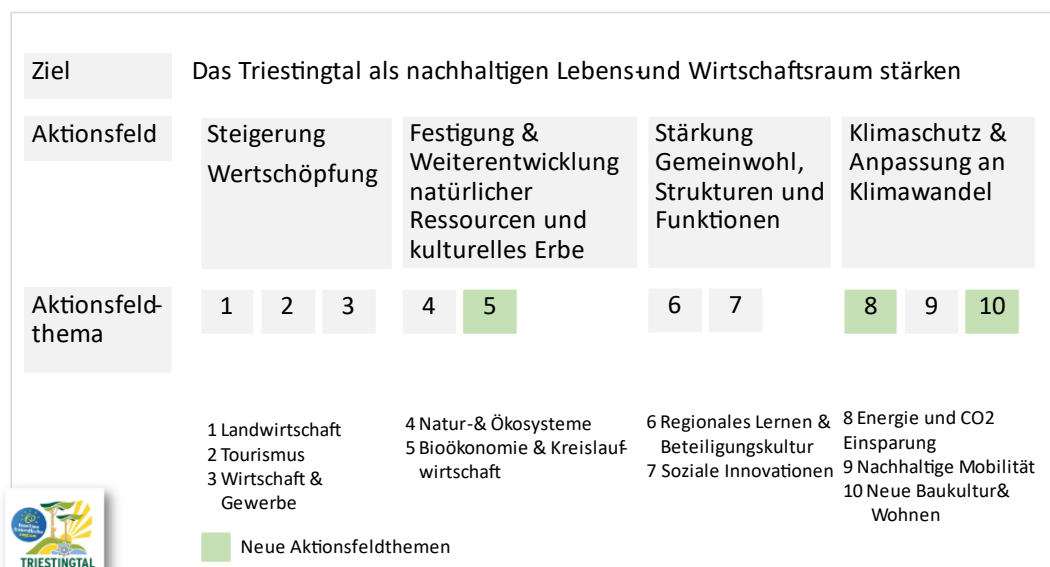 Ziel
Das Triestingtal als nachhaltigen Lebens-und Wirtschaftsraum stärken
Aktionsfeld
Steigerung
Wertschöpfung
Festigung &
Weiterentwicklung
natürlicher
Ressourcen und
kulturelles Erbe
Stärkung
Gemeinwohl,
Strukturen und
Funktionen
Klimaschutz &
Anpassung an
Klimawandel
Aktionsfeld-
thema
1 2 3 4 5 6 7 8 9 10
1 Landwirtschaft
2 Tourismus
3 Wirtschaft &
Gewerbe
4 Natur-& Ökosysteme
5 Bioökonomie & Kreislauf-
wirtschaft
6 Regionales Lernen &
Beteiligungskultur
7 Soziale Innovationen
8 Energie und CO2
Einsparung
9 Nachhaltige Mobilität
10 Neue Baukultur&
Wohnen
Neue Aktionsfeldthemen
TRIESTINGTAL